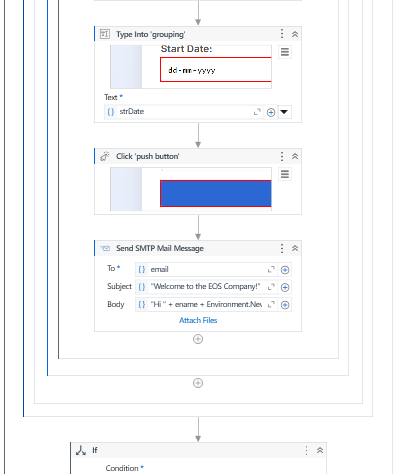 Type Into 'grouping'
Start Date:
dd-mm-yyyy
Text *
strDate
Click 'push button'
Send SMTP Mail Message
To * email
Subject "Welcome to the EOS Company!"
Body "Hi " + ename + Environment.Nev
Attach Files
If
Condition *